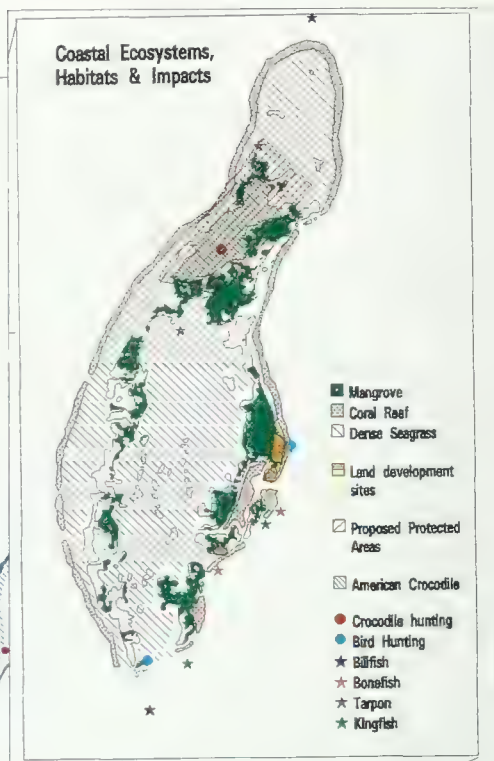 Coastal Ecosystems,
Habitats & Impacts
Mangrove
Coral Reef
Dense Seagrass
Land development
sites
Proposed Protected
Areas
American Crocodile
Crocodile hunting
Bird Hunting
Billfish
Bonefish
Tarpon
Kingfish